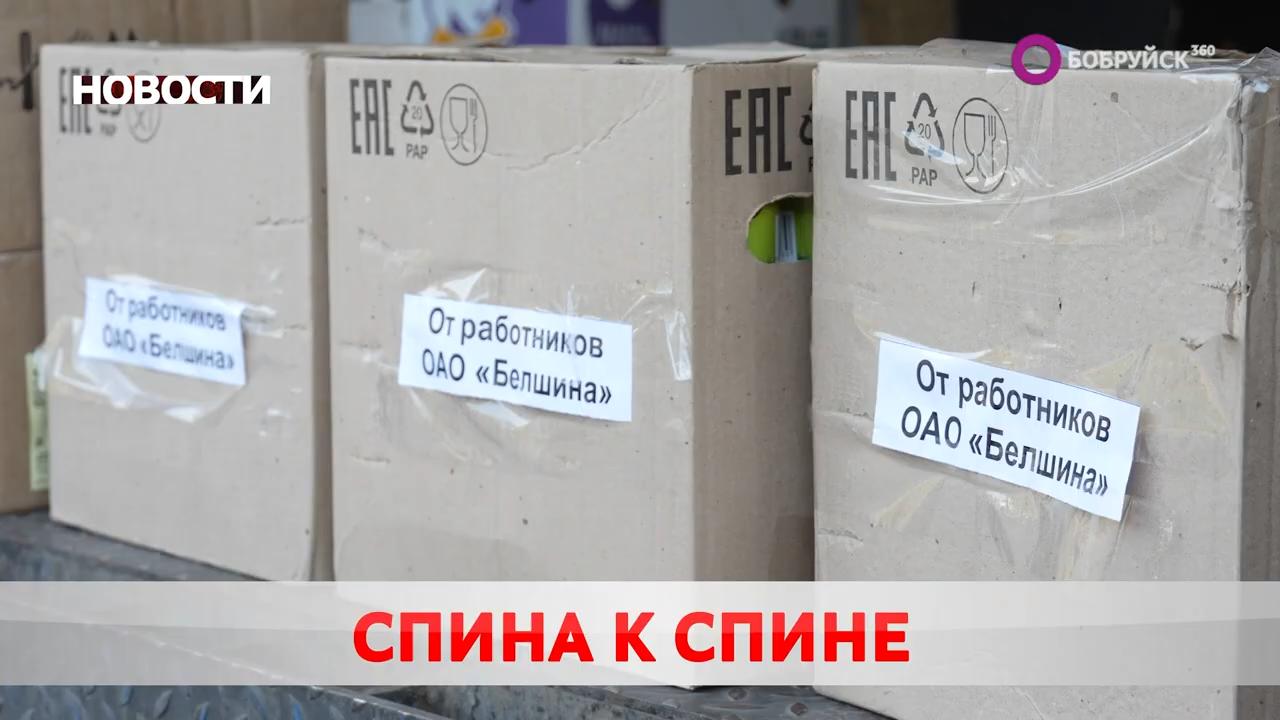 НОВОСТИ
БОБРУЙСК 360
EAC
20
PAP
EAC
20
PAP
EAC
EAC
20
PAP
От работников
ОАО «Белшина»
От работников
ОАО «Белшина»
От работников
ОАО «Белшина»
СПИНА К СПИНЕ